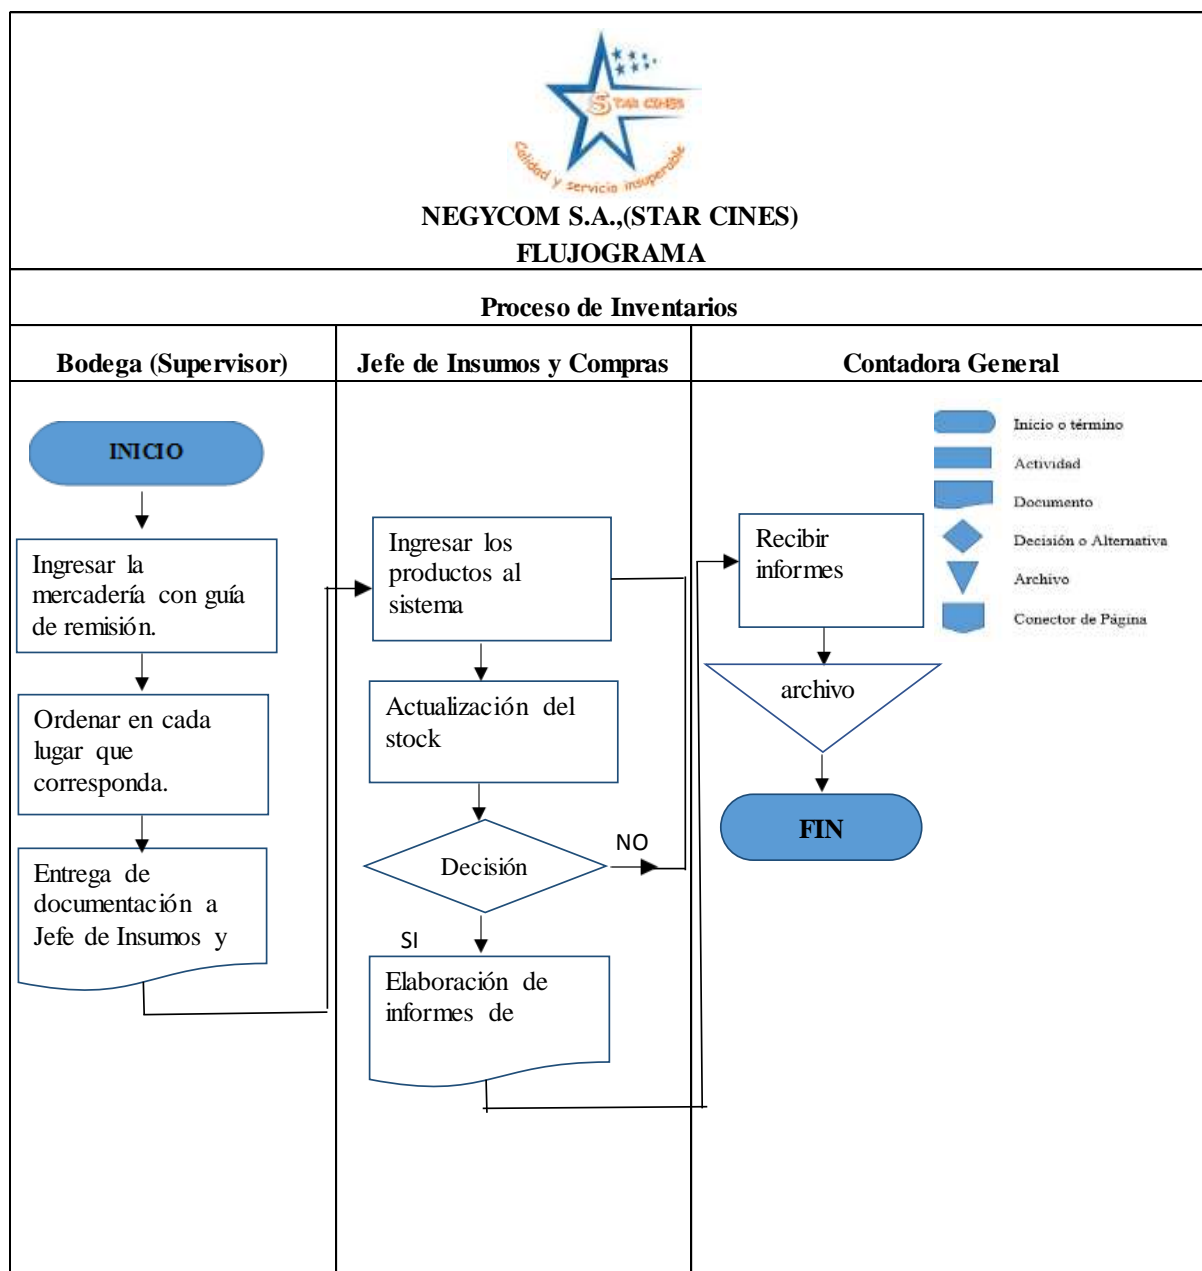 STAR CINES
Calidad y servicio insuperable
NEGYCOM S.A.,(STAR CINES)
FLUJOGRAMA
Proceso de Inventarios
Bodega (Supervisor)
Jefe de Insumos y Compras
Contadora General
INICIO
Ingresar la
mercadería con guía
de remisión.
Ordenar en cada
lugar que
corresponda.
Entrega de
documentación a
Jefe de Insumos y
Ingresar los
productos al
sistema
Actualización del
stock
Decisión
NO
SI
Elaboración de
informes de
Recibir
informes
archivo
FIN
Inicio o término
Actividad
Documento
Decisión o Alternativa
Archivo
Conector de Página